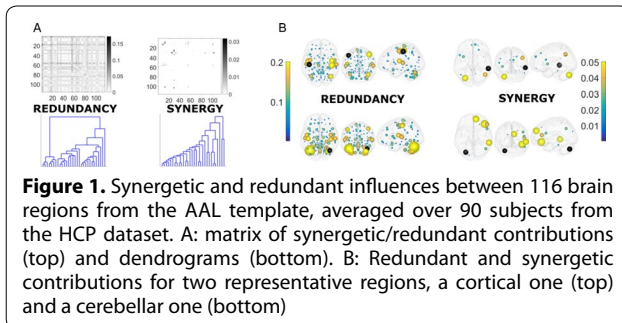 A
B
20
40
60
80
100
20 40 60 80 100
0.15
0.1
0.05
0
20
40
60
80
100
20 40 60 80 100
0.03
0.02
0.01
0
REDUNDANCY
SYNERGY
0.2
0.1
REDUNDANCY
SYNERGY
0.05
0.04
0.03
0.02
0.01
Figure 1. Synergetic and redundant influences between 116 brain
regions from the AAL template, averaged over 90 subjects from
the HCP dataset. A: matrix of synergetic/redundant contributions
(top) and dendrograms (bottom). B: Redundant and synergetic
contributions for two representative regions, a cortical one (top)
and a cerebellar one (bottom)